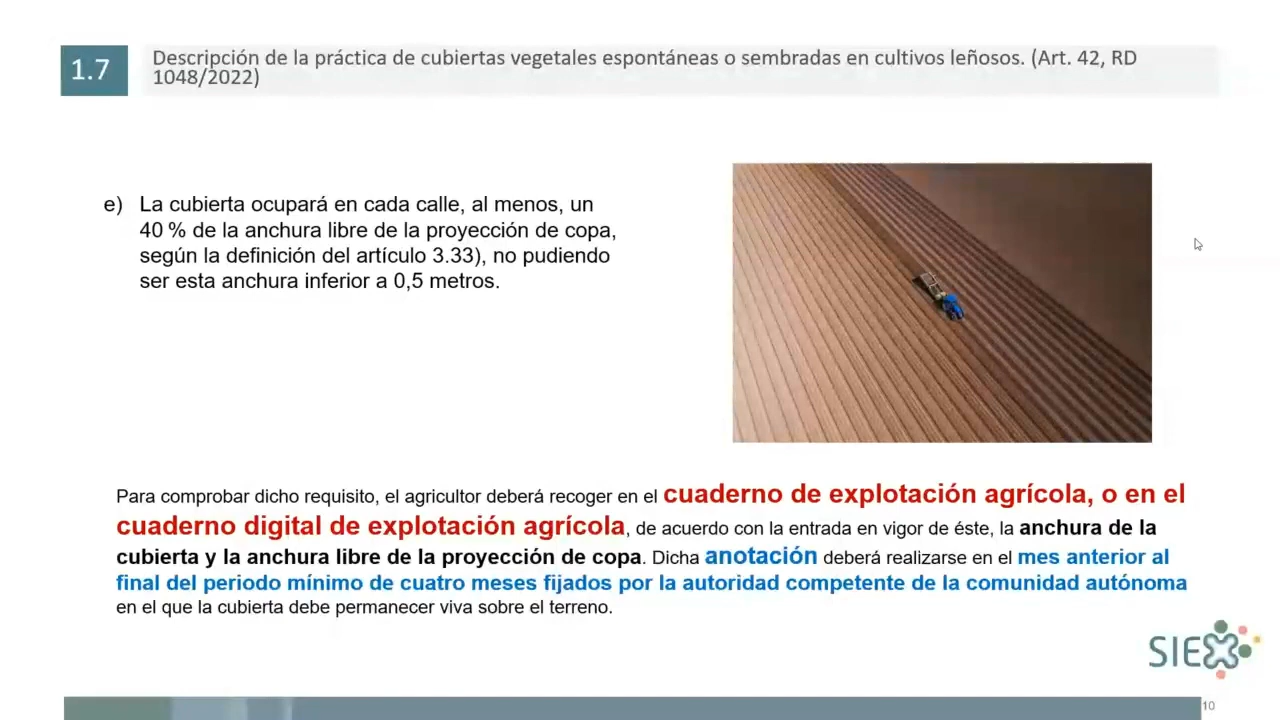 1.7
Descripción de la práctica de cubiertas vegetales espontáneas o sembradas en cultivos leñosos. (Art. 42, RD
1048/2022)
e) La cubierta ocupará en cada calle, al menos, un
40 % de la anchura libre de la proyección de copa,
según la definición del artículo 3.33), no pudiendo
ser esta anchura inferior a 0,5 metros.
Para comprobar dicho requisito, el agricultor deberá recoger en el cuaderno de explotación agrícola, o en el
cuaderno digital de explotación agrícola, de acuerdo con la entrada en vigor de éste, la anchura de la
cubierta y la anchura libre de la proyección de copa. Dicha anotación deberá realizarse en el mes anterior al
final del periodo mínimo de cuatro meses fijados por la autoridad competente de la comunidad autónoma
en el que la cubierta debe permanecer viva sobre el terreno.
SIEX
10